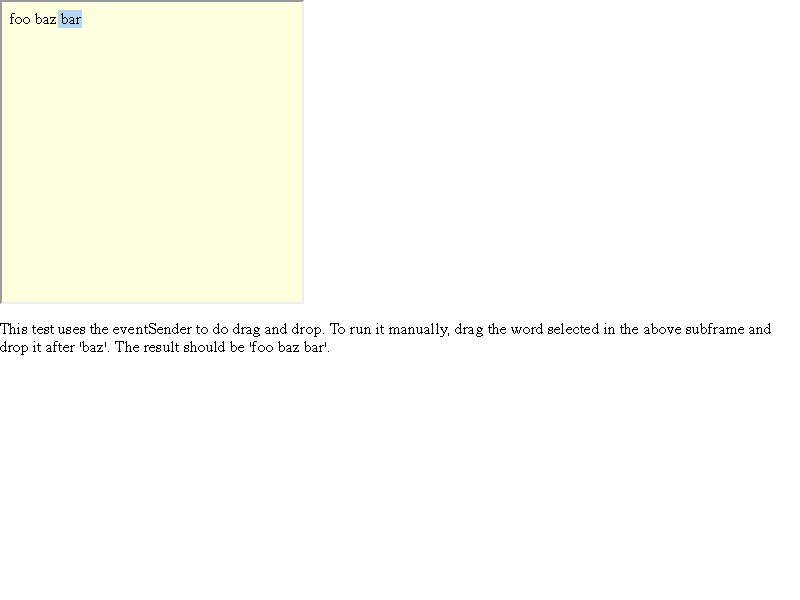 foo baz bar
This test uses the eventSender to do drag and drop. To run it manually, drag the word selected in the above subframe and
drop it after 'baz'. The result should be 'foo baz bar'.